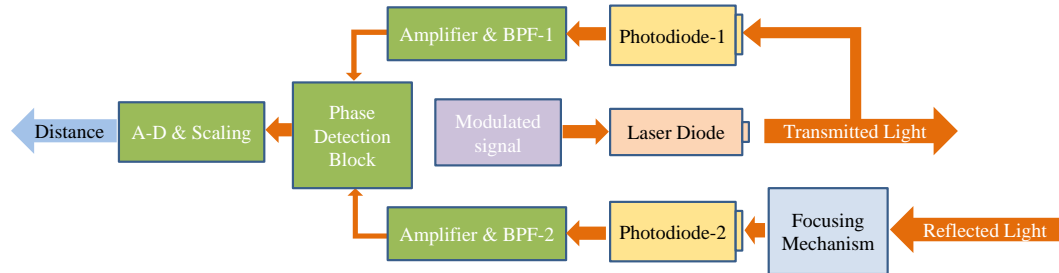 Amplifier & BPF-1
Photodiode-1
Distance
A-D & Scaling
Phase
Detection
Block
Modulated
signal
Laser Diode
Transmitted Light
Amplifier & BPF-2
Photodiode-2
Focusing
Mechanism
Reflected Light